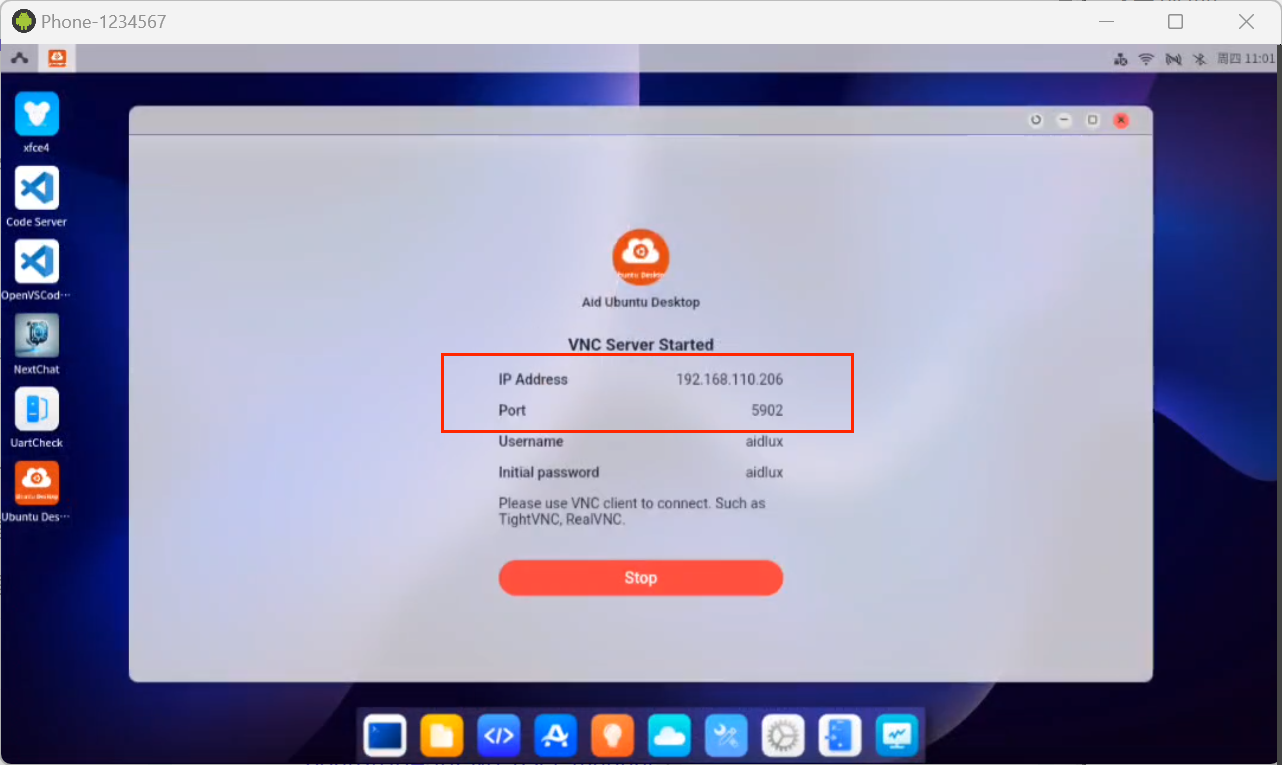 Phone-1234567
周四 11:01
xfce4
Code Server
OpenVSCod···
NextChat
UartCheck
Ubuntu Des···
Ubuntu Desktop
Aid Ubuntu Desktop
VNC Server Started
IP Address 192.168.110.206
Port 5902
Username aidlux
Initial password aidlux
Please use VNC client to connect. Such as
TightVNC, RealVNC.
Stop